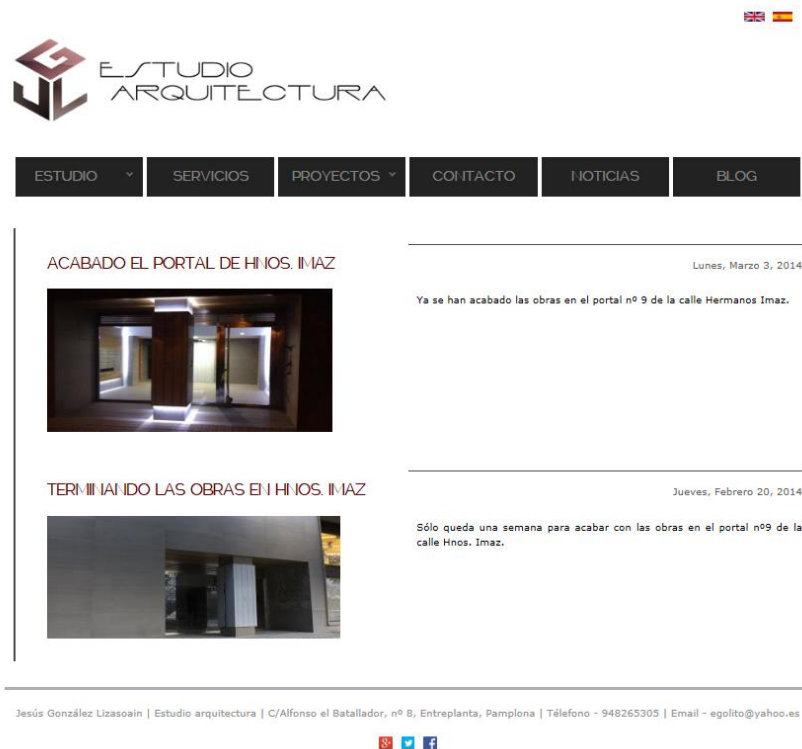 JGL
ESTUDIO
ARQUITECTURA
ESTUDIO SERVICIOS PROYECTOS CONTACTO NOTICIAS BLOG
ACABADO EL PORTAL DE HNOS. IMAZ
Lunes, Marzo 3, 2014
Ya se han acabado las obras en el portal nº 9 de la calle Hermanos Imaz.
TERMINANDO LAS OBRAS EN HNOS. IMAZ
Jueves, Febrero 20, 2014
Sólo queda una semana para acabar con las obras en el portal nº9 de la
calle Hnos. Imaz.
Jesús González Lizasoain | Estudio arquitectura | C/Alfonso el Batallador, nº 8, Entreplanta, Pamplona | Télefono - 948265305 | Email - egolito@yahoo.es